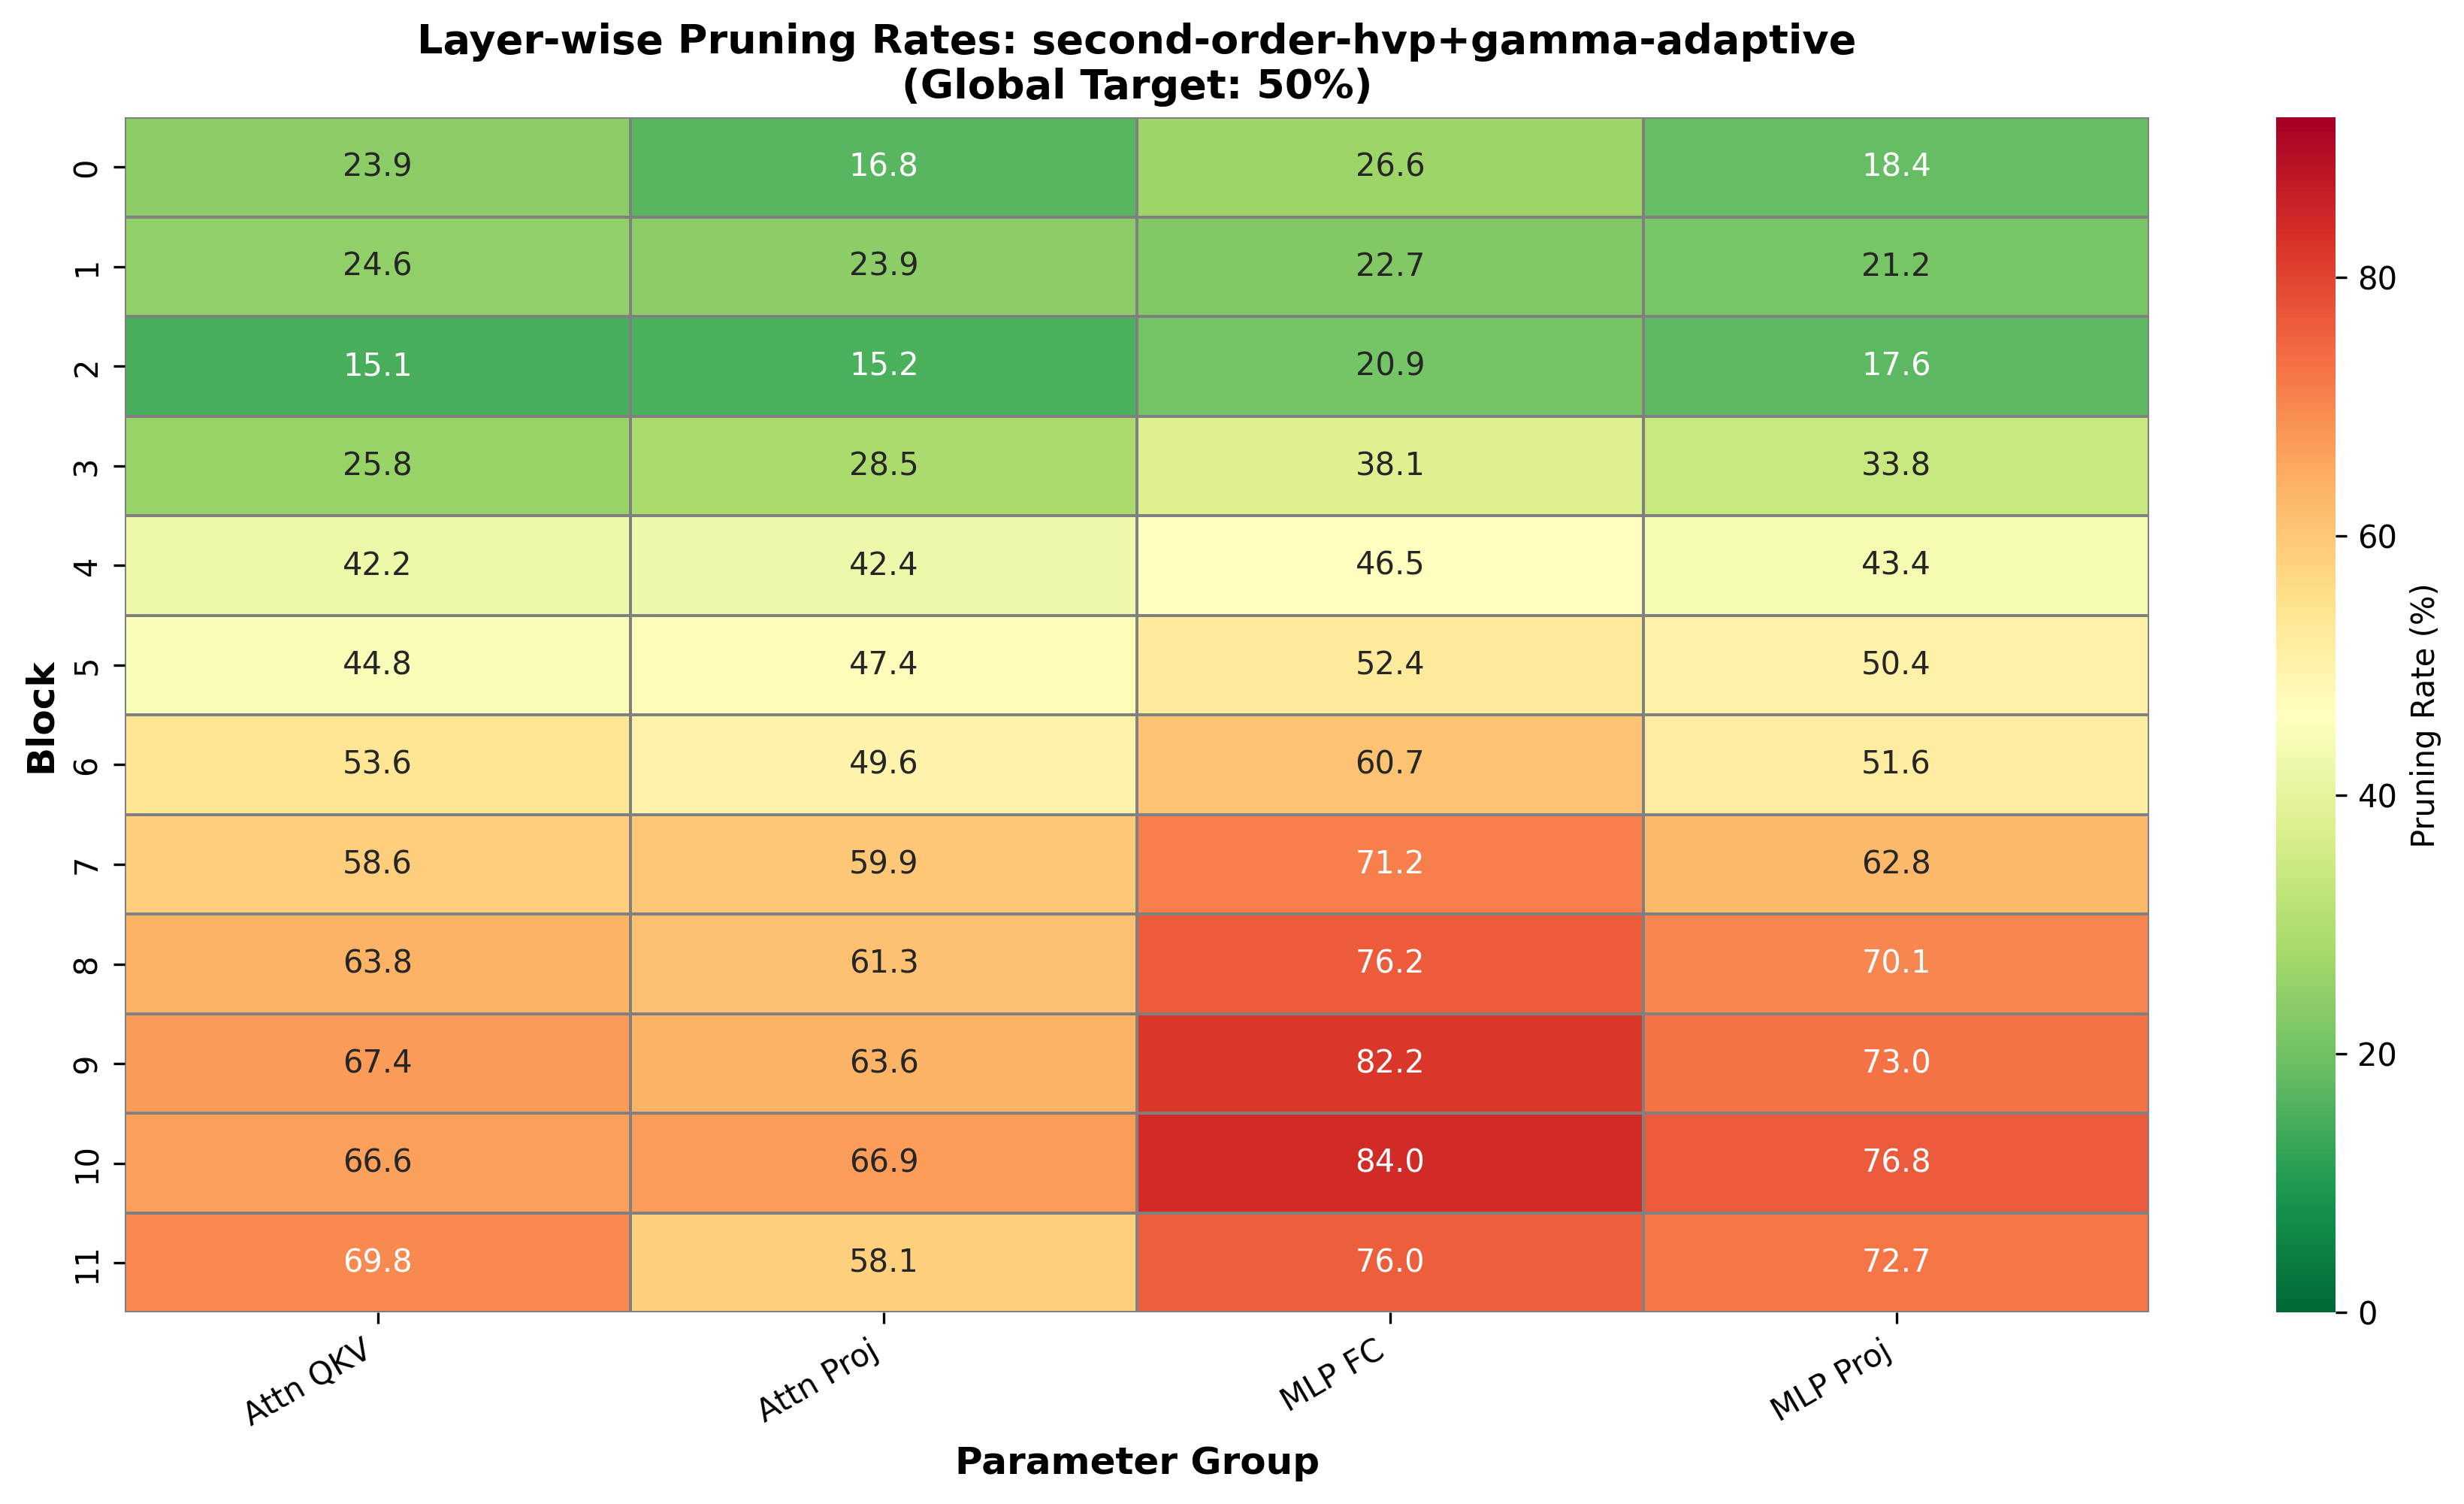 Layer-wise Pruning Rates: second-order-hvp+gamma-adaptive
(Global Target: 50%)
0 23.9 16.8 26.6 18.4
1 24.6 23.9 22.7 21.2
2 15.1 15.2 20.9 17.6
3 25.8 28.5 38.1 33.8
4 42.2 42.4 46.5 43.4
5 44.8 47.4 52.4 50.4
6 53.6 49.6 60.7 51.6
7 58.6 59.9 71.2 62.8
8 63.8 61.3 76.2 70.1
9 67.4 63.6 82.2 73.0
10 66.6 66.9 84.0 76.8
11 69.8 58.1 76.0 72.7
Block
Attn QKV Attn Proj MLP FC MLP Proj
Parameter Group
80
60
40
20
0
Pruning Rate (%)